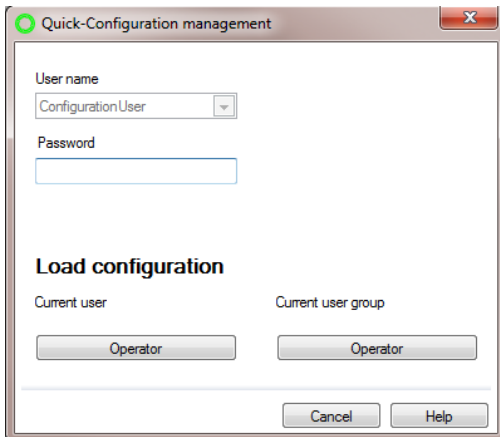 Quick-Configuration management
User name
ConfigurationUser
Password
Load configuration
Current user Current user group
Operator Operator
Cancel Help